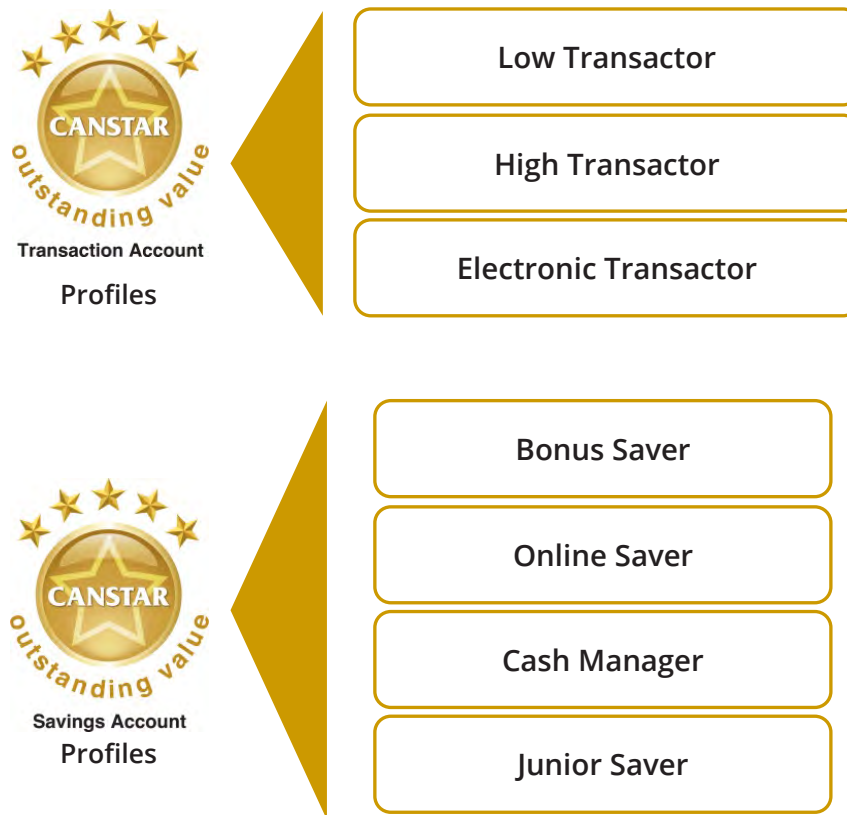 CANSTAR
outstanding value
Transaction Account
Profiles
Low Transactor
High Transactor
Electronic Transactor
CANSTAR
outstanding value
Savings Account
Profiles
Bonus Saver
Online Saver
Cash Manager
Junior Saver